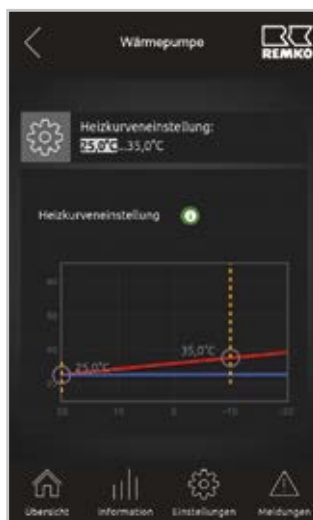 Wärmepumpe
REMKO
Heizkurveneinstellung:
25,0°C...35,0°C
Heizkurveneinstellung
i
80
60
40
20
35,0°C
25,0°C
20 10 0 -10 -20
Übersicht Information Einstellungen Meldungen